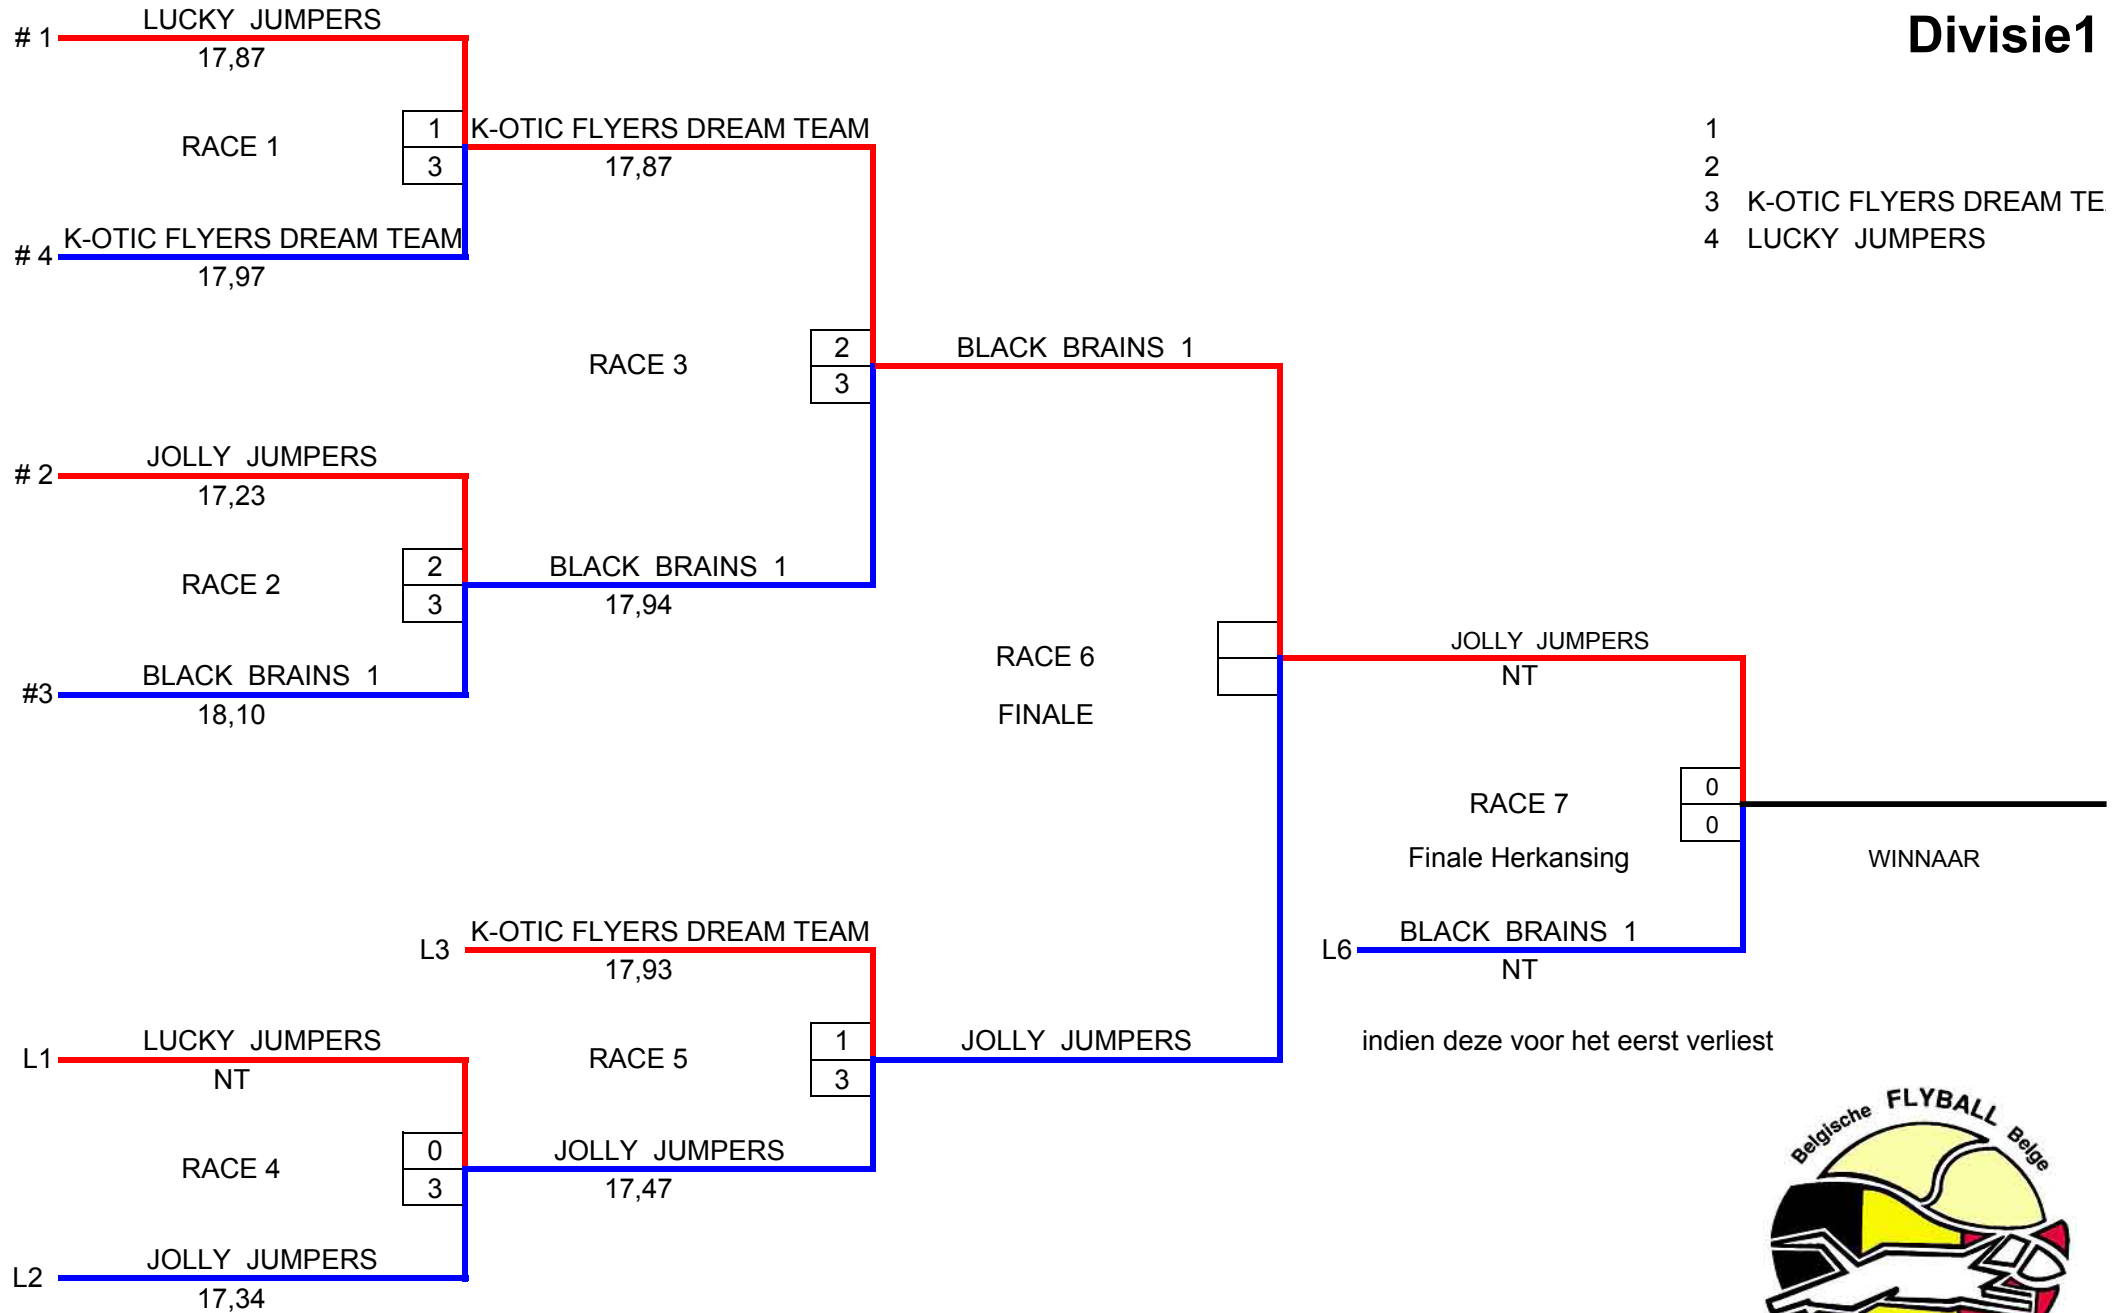 Divisie1
# 1
LUCKY JUMPERS
17,87
RACE 1
1
3
# 4
K-OTIC FLYERS DREAM TEAM
17,97
K-OTIC FLYERS DREAM TEAM
17,87
1
2
3 K-OTIC FLYERS DREAM TE
4 LUCKY JUMPERS
RACE 3
2
3
BLACK BRAINS 1
# 2
JOLLY JUMPERS
17,23
RACE 2
2
3
BLACK BRAINS 1
17,94
#3
BLACK BRAINS 1
18,10
RACE 6
FINALE
JOLLY JUMPERS
NT
RACE 7
0
0
Finale Herkansing
WINNAAR
L6
BLACK BRAINS 1
NT
indien deze voor het eerst verliest
L3
K-OTIC FLYERS DREAM TEAM
17,93
RACE 5
1
3
JOLLY JUMPERS
L1
LUCKY JUMPERS
NT
RACE 4
0
3
JOLLY JUMPERS
17,47
L2
JOLLY JUMPERS
17,34
Belgische FLYBALL Belge